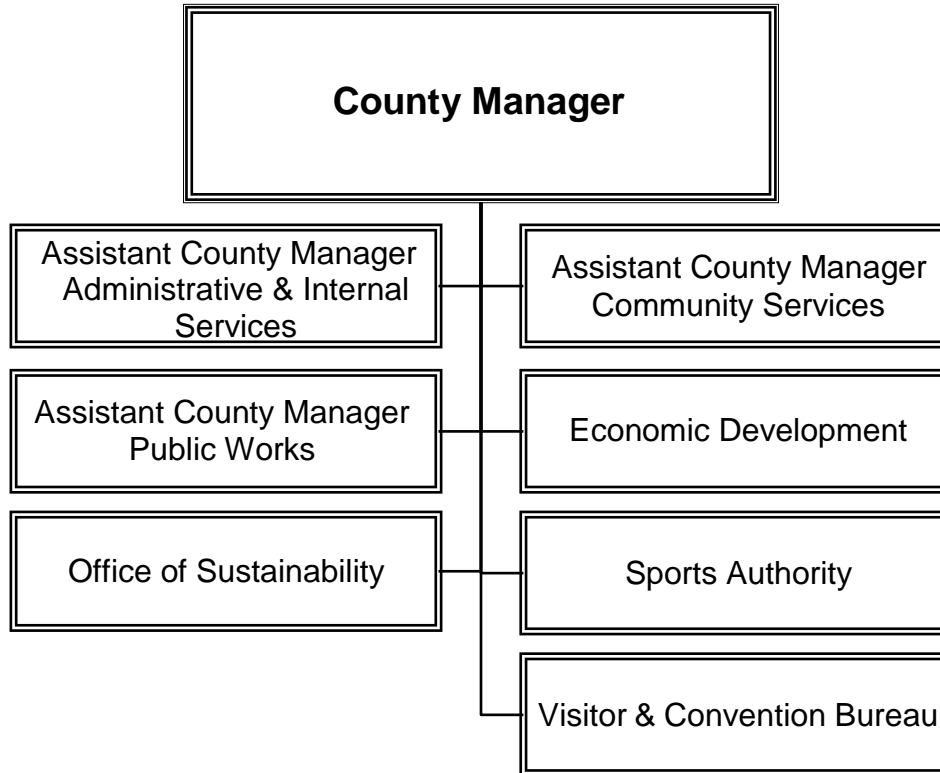 County Manager
Assistant County Manager
Administrative & Internal
Services
Assistant County Manager
Community Services
Assistant County Manager
Public Works
Economic Development
Office of Sustainability
Sports Authority
Visitor & Convention Bureau